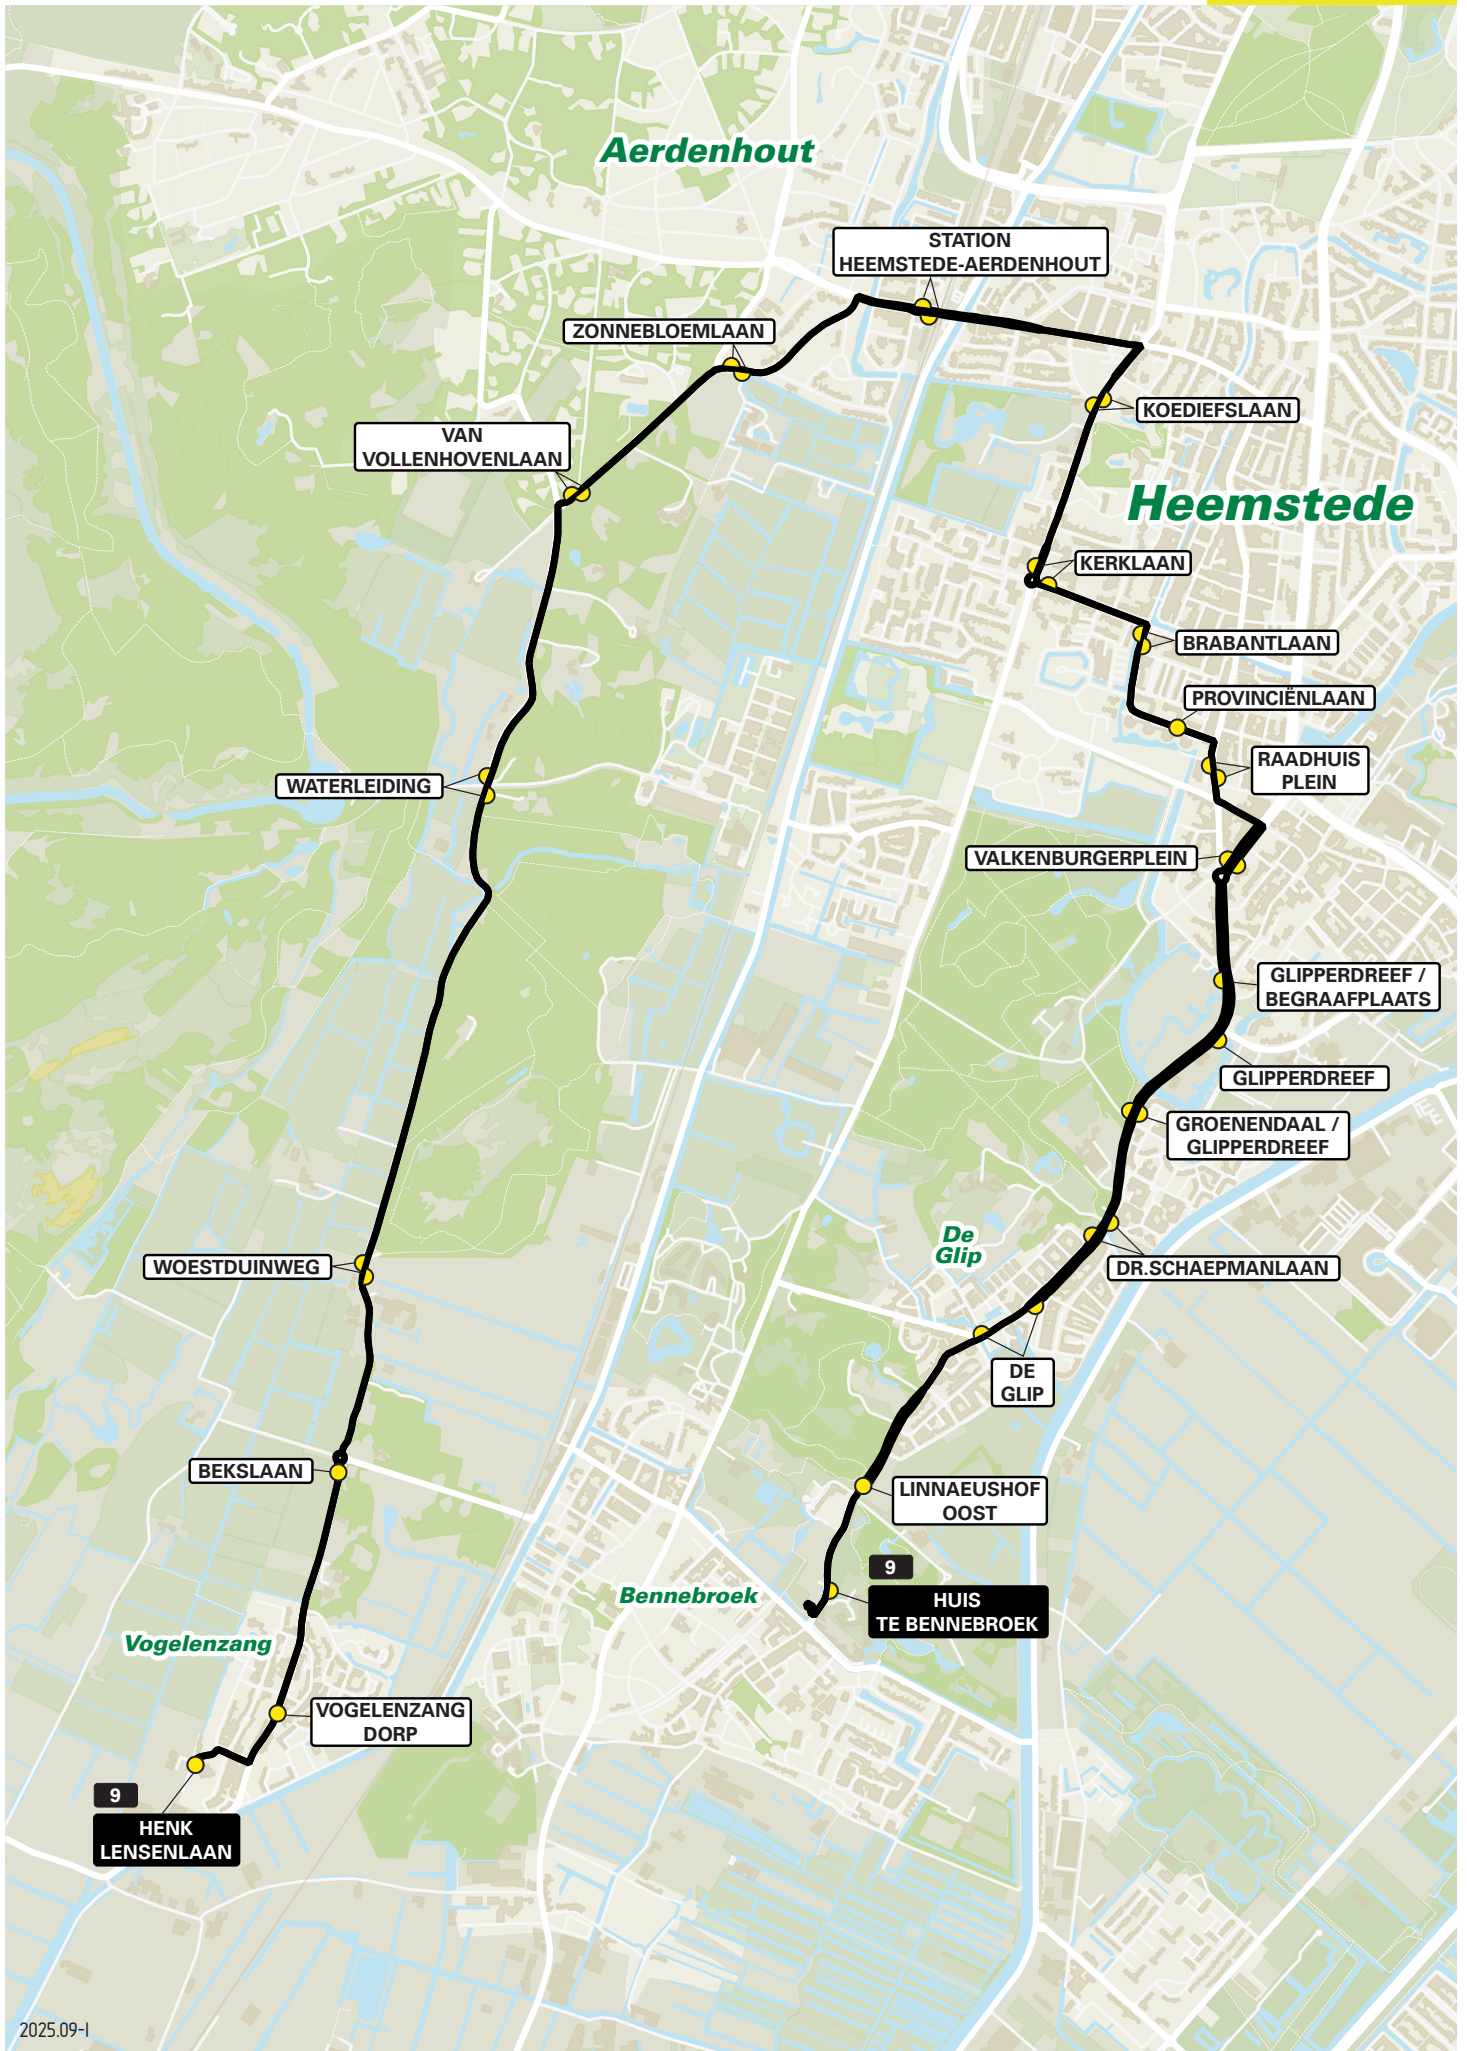 Aerdenhout
STATION
HEEMSTEDE-AERDENHOUT
ZONNEBLOEMLAAN
KOEDIEFSLAAN
VAN
VOLLENHOVENLAAN
Heemstede
KERKLAAN
BRABANTLAAN
PROVINCIËNLAAN
RAADHUIS
PLEIN
WATERLEIDING
VALKENBURGERPLEIN
GLIPPERDREEF /
BEGRAAFPLAATS
GLIPPERDREEF
GROENENDAAL /
GLIPPERDREEF
De
Glip
WOESTDUINWEG
DR.SCHAEPMANLAAN
DE
GLIP
BEKSLAAN
LINNAEUSHOF
OOST
9
HUIS
TE BENNEBROEK
Bennebroek
Vogelenzang
VOGELENZANG
DORP
9
HENK
LENSENLAAN
2025.09-I